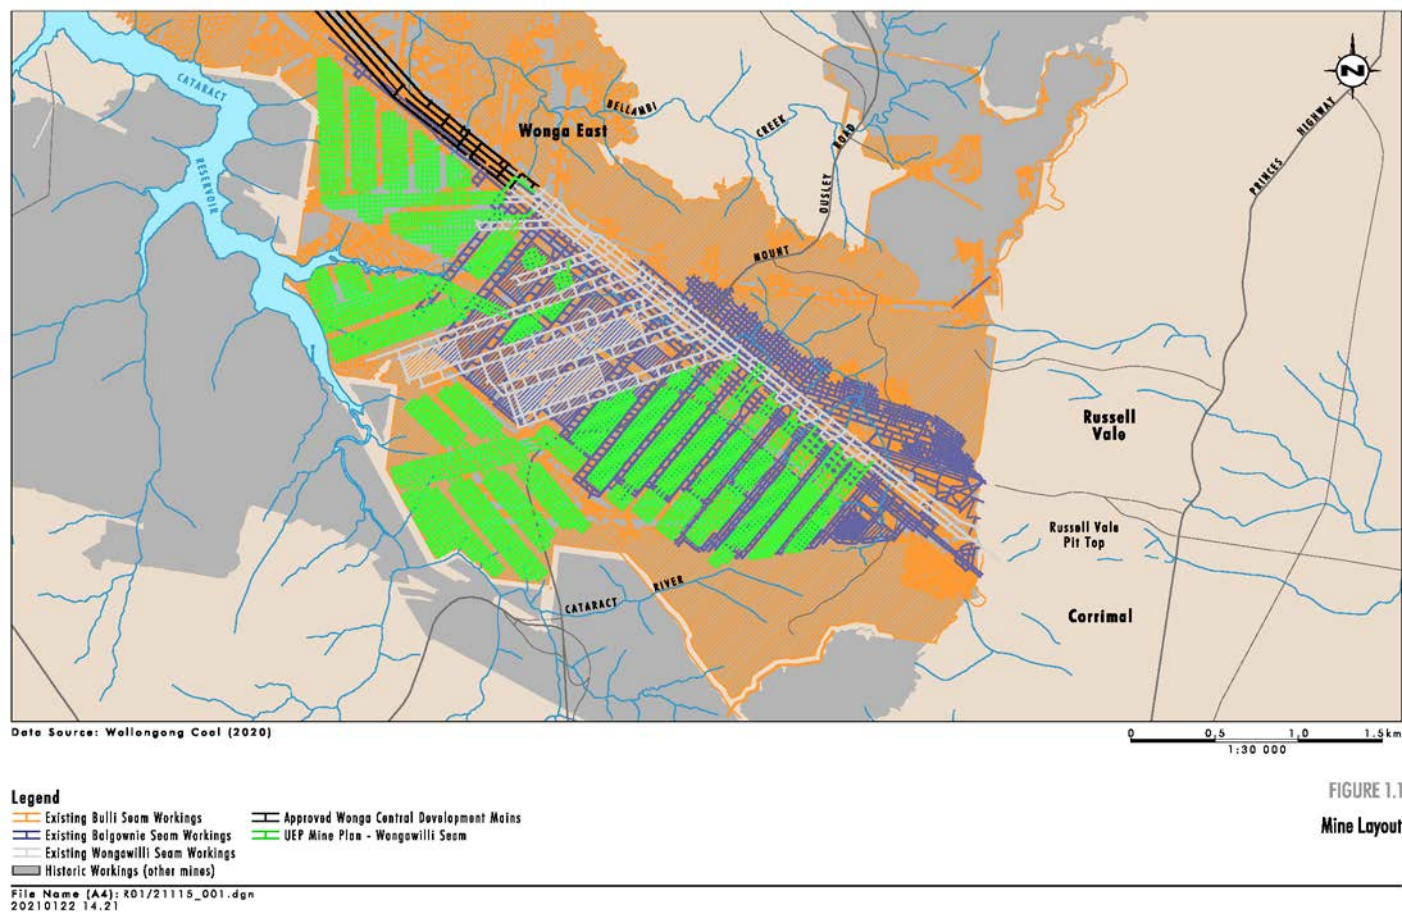 CATARACT
RESERVOIR
Wonga East
BELLAMBI
CREEK
ROAD
OUSLEY
MOUNT
PRINCES
HIGHWAY
N
Russell
Vale
Russell Vale
Pit Top
Corrimal
CATARACT
RIVER
Data Source: Wollongong Coal (2020)
0 0,5 1,0 1.5km
1:30 000
Legend
Existing Bulli Seam Workings
Existing Balgownie Seam Workings
Existing Wongawilli Seam Workings
Historic Workings (other mines)
Approved Wonga Central Development Mains
UEP Mine Plan - Wongawilli Seam
FIGURE 1.1
Mine Layout
File Name (A4): R01/21115_001.dgn
20210122 14.21